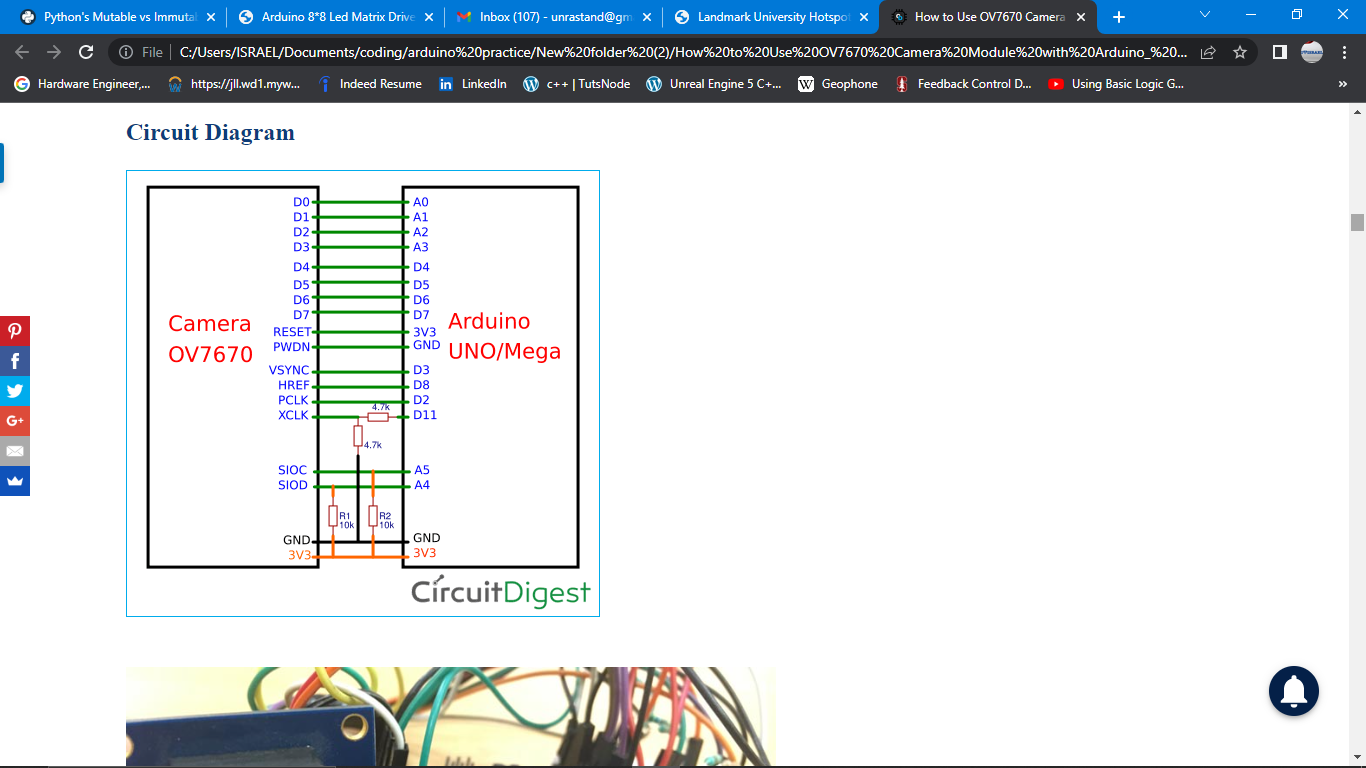 Python's Mutable vs Immuta
Arduino 8*8 Led Matrix Drive
Inbox (107) - unrastand@gm
Landmark University Hotspo
How to Use OV7670 Camera
File
C:/Users/ISRAEL/Documents/coding/arduino%20practice/New%20folder%20(2)/How%20to%20Use%20OV7670%20Camera%20Module%20with%20Arduino_%20...
Hardware Engineer,...
https://jll.wd1.myw...
Indeed Resume
LinkedIn
c++ | TutsNode
Unreal Engine 5 C+...
Geophone
Feedback Control D...
Using Basic Logic G...
»
Circuit Diagram
D0 A0
D1 A1
D2 A2
D3 A3
D4 D4
D5 D5
D6 D6
D7 D7
Camera
OV7670
Arduino
UNO/Mega
RESET 3V3
PWDN GND
VSYNC D3
HREF D8
PCLK D2
4.7k
XCLK D11
4.7k
SIOC A5
SIOD A4
R1
10k
R2
10k
GND GND
3V3 3V3
CircuitDigest